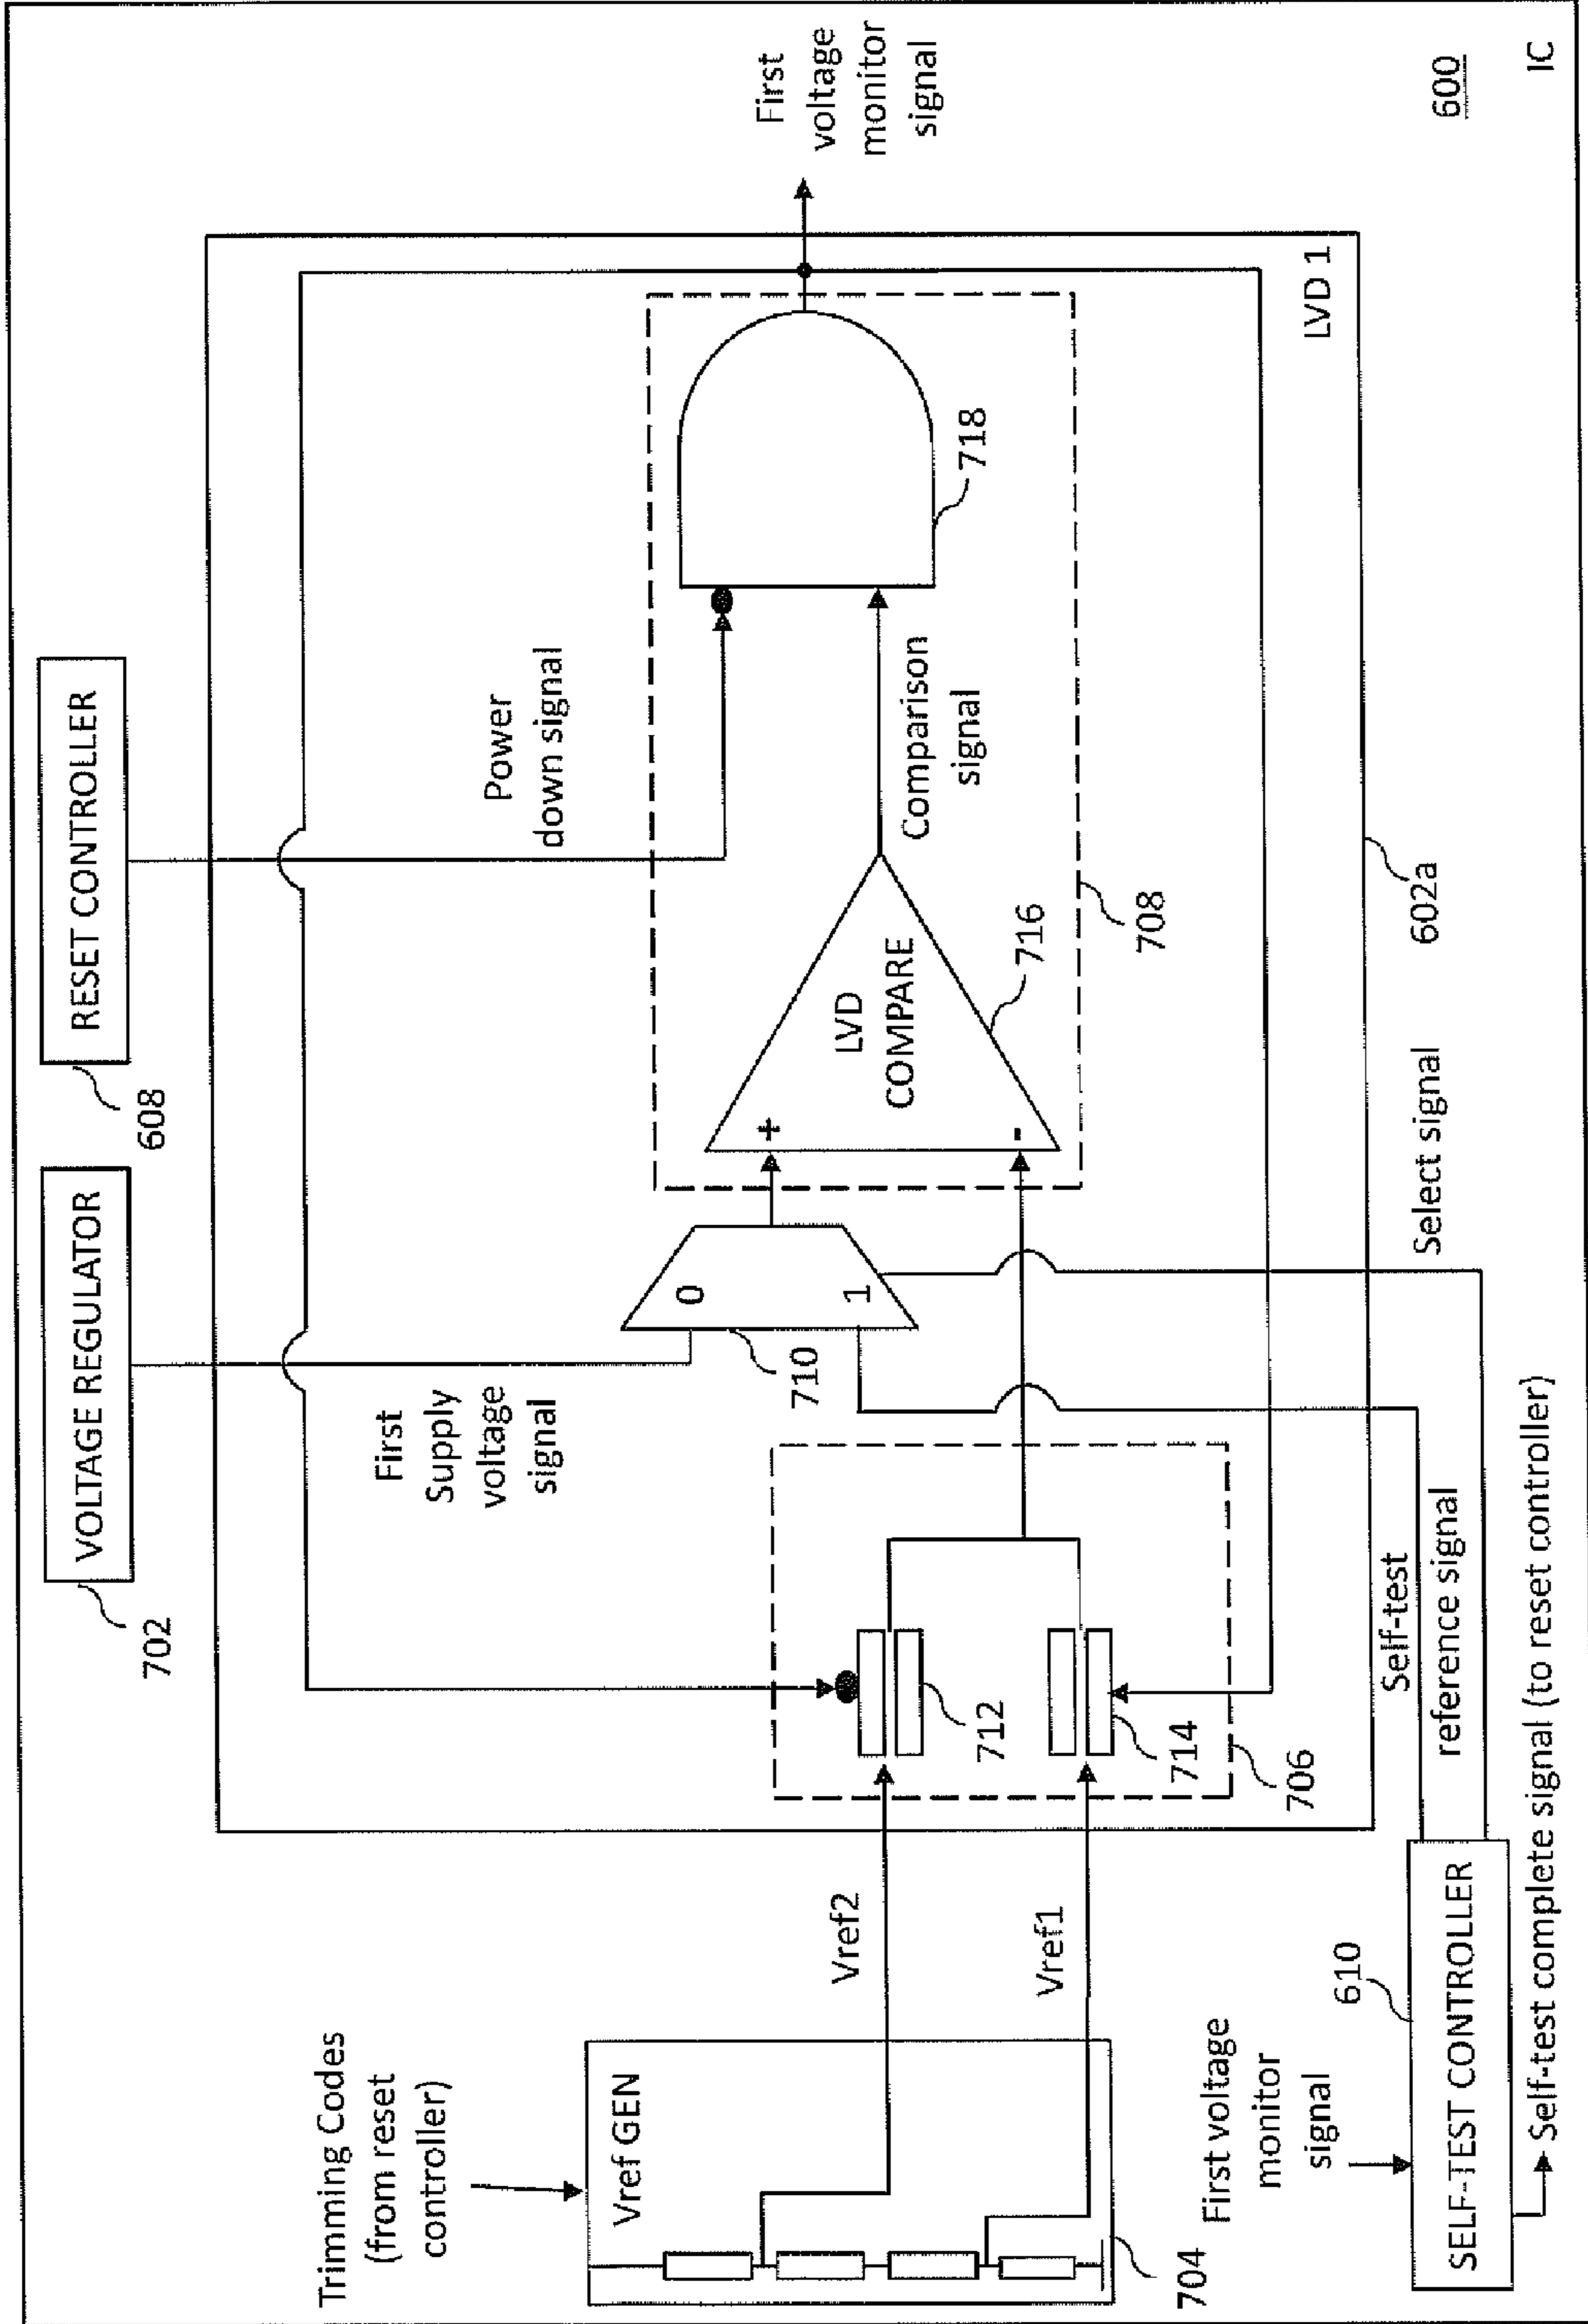 VOLTAGE REGULATOR
702
RESET CONTROLLER
608
Trimming Codes
(from reset
controller)
Vref GEN
704
Vref2
Vref1
First
Supply
voltage
signal
Power
down signal
712
714
706
0
1
710
+
-
LVD
COMPARE
716
Comparison
signal
708
718
First
voltage
monitor
signal
LVD 1
602a
Select signal
Self-test
reference signal
First voltage
monitor
signal
610
SELF-TEST CONTROLLER
Self-test complete signal (to reset controller)
600
IC